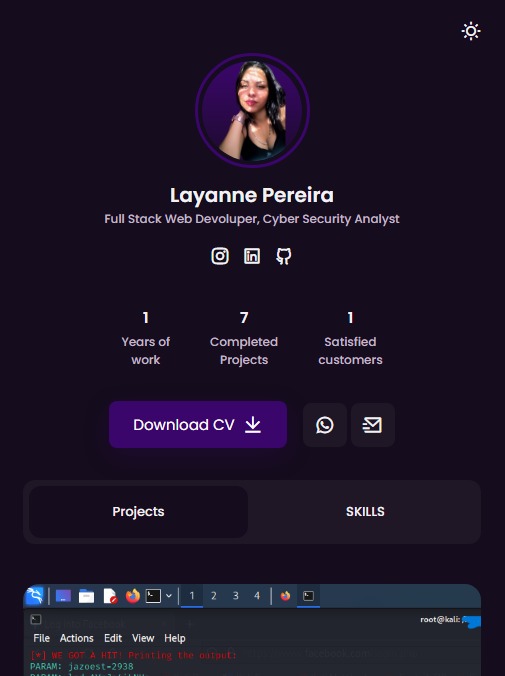 Layanne Pereira
Full Stack Web Devoluper, Cyber Security Analyst
1
Years of
work
7
Completed
Projects
1
Satisfied
customers
Download CV
Projects
SKILLS
1 2 3 4
root@kali:
File Actions Edit View Help
[*] WE GOT A HIT! Printing the output:
PARAM: jazoest=2938